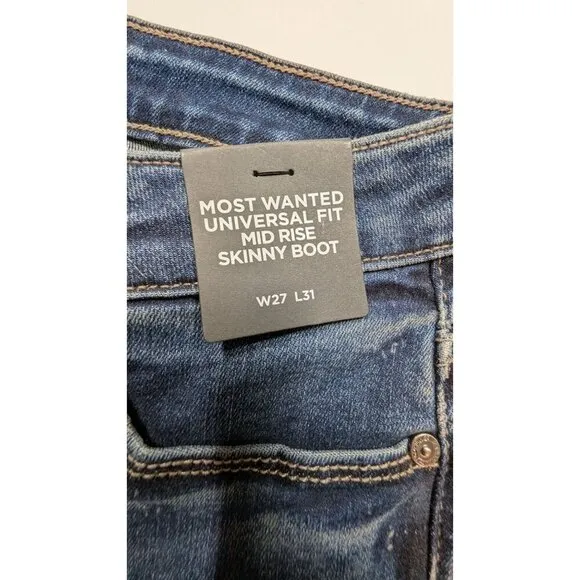 MOST WANTED
UNIVERSAL FIT
MID RISE
SKINNY BOOT
W27 L31